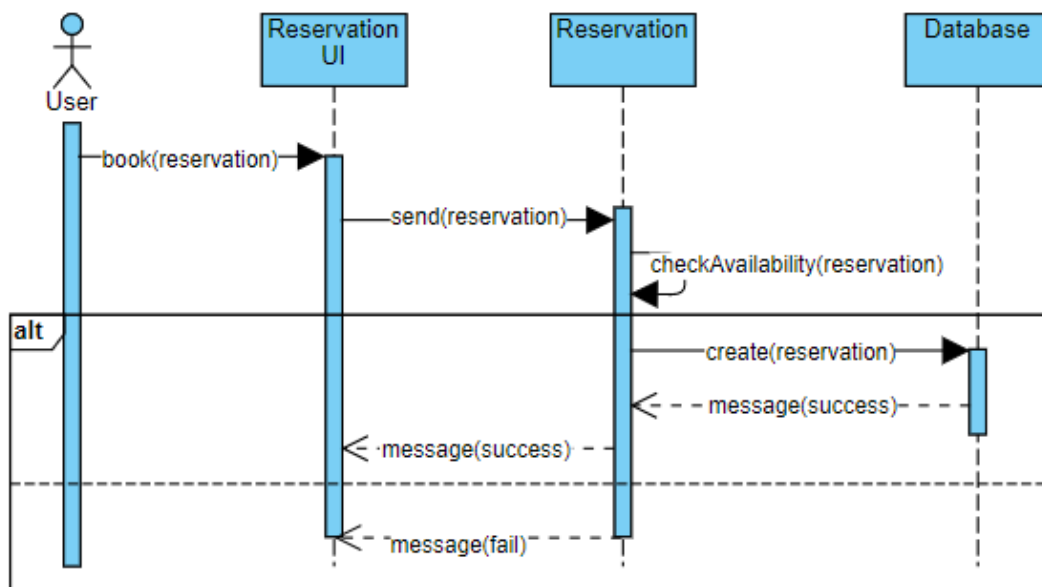 Reservation
UI
Reservation
Database
User
book(reservation)
send(reservation)
checkAvailability(reservation)
alt
create(reservation)
message(success)
message(success)
message(fail)